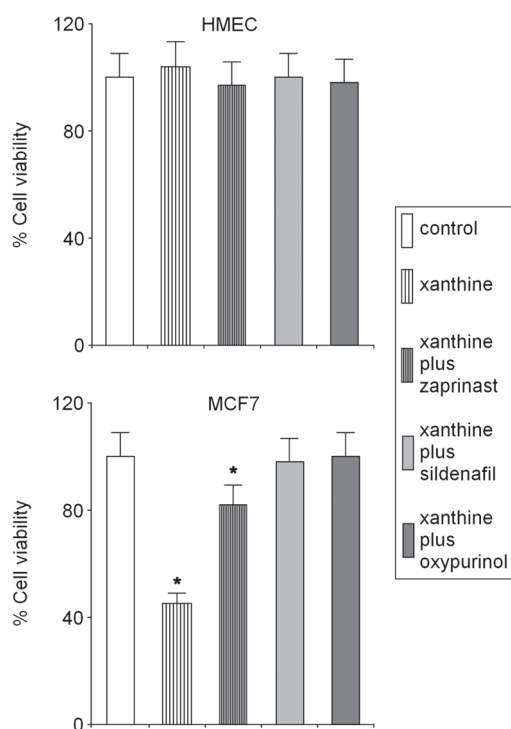 HMEC
120
80
40
0
% Cell viability
MCF7
120
80
40
0
% Cell viability
*
*
control
xanthine
xanthine
plus
zaprinast
xanthine
plus
sildenafil
xanthine
plus
oxypurinol